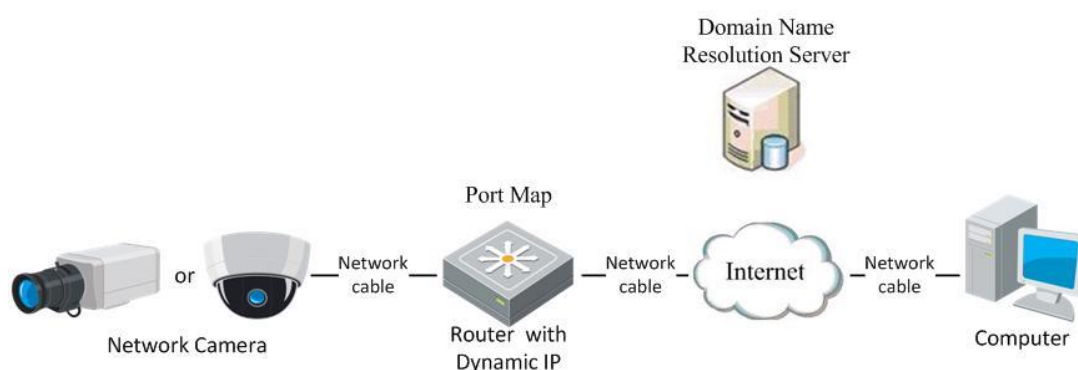 Domain Name
Resolution Server
Port Map
or
Network
cable
Network
cable
Internet
Network
cable
Network Camera
Router with
Dynamic IP
Computer